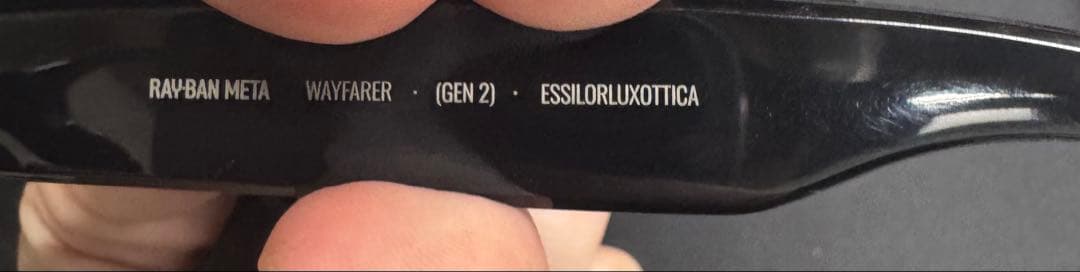 RAY-BAN META WAYFARER · (GEN 2) · ESSILORLUXOTTICA